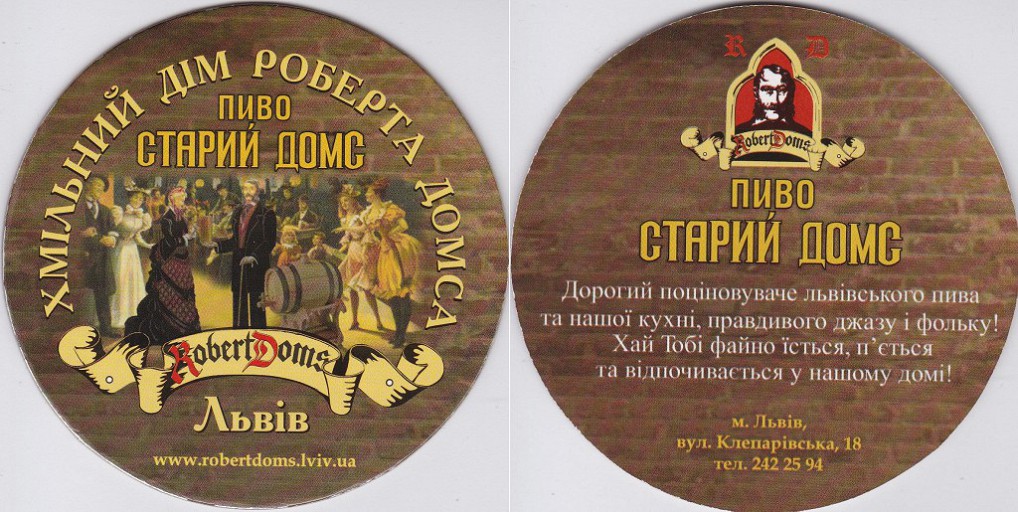 ХМІЛЬНИЙ ДІМ РОБЕРТА ДОМСА
ПИВО
СТАРИЙ ДОМС
RobertDoms
Львів
www.robertdoms.lviv.ua
R D
RobertDoms
ПИВО
СТАРИЙ ДОМС
Дорогий поціновуваче львівського пива
та нашої кухні, правдивого джазу і фольку!
Хай Тобі файно їсться, п’ється
та відпочивається у нашому домі!
м. Львів,
вул. Клепарівська, 18
тел. 242 25 94